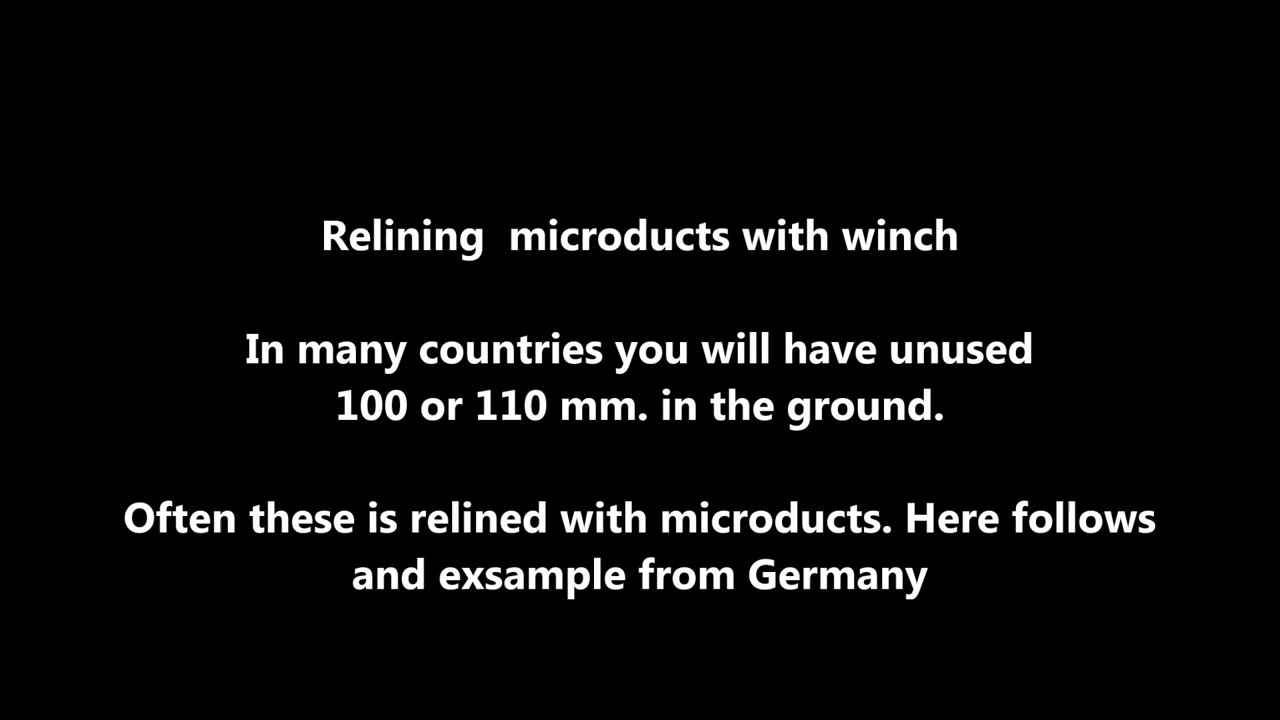 Relining  microducts with winch
In many countries you will have unused
100 or 110 mm. in the ground.
Often these is relined with microducts. Here follows
and exsample from Germany